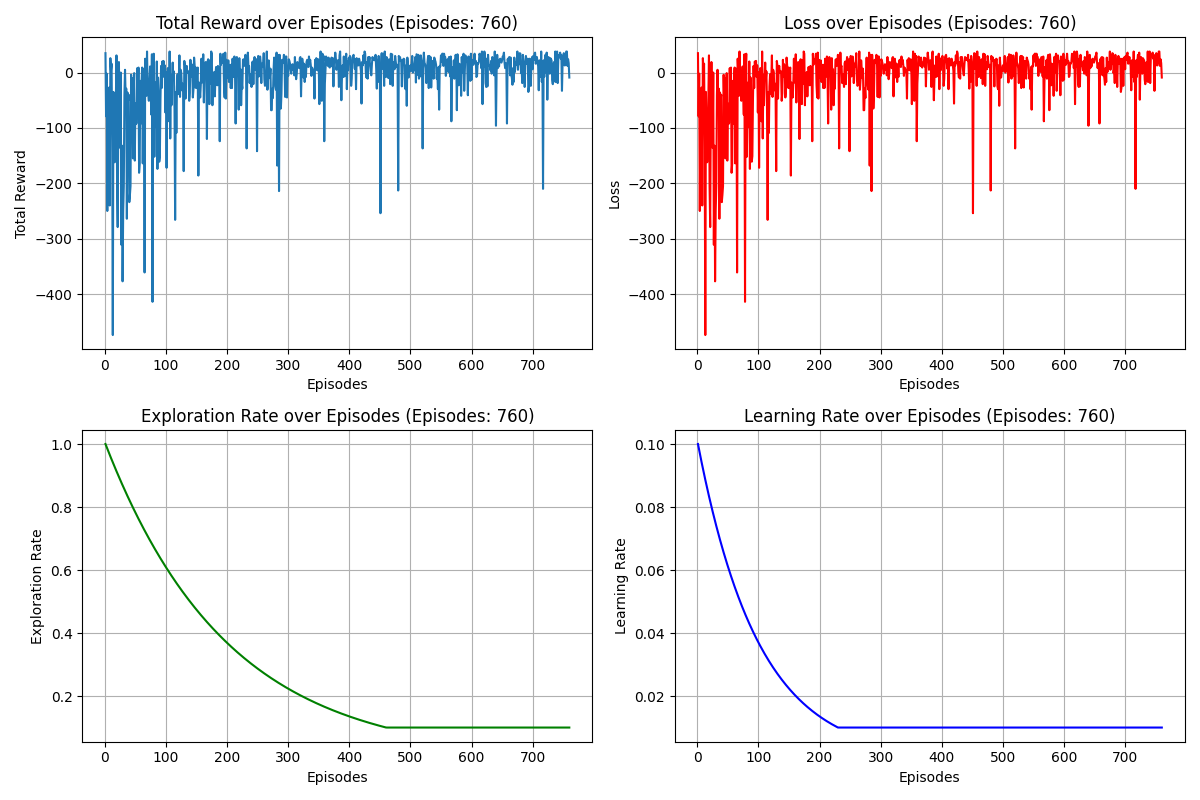 Total Reward over Episodes (Episodes: 760)
Total Reward
0
−100
−200
−300
−400
0 100 200 300 400 500 600 700
Episodes
Loss over Episodes (Episodes: 760)
Loss
0
−100
−200
−300
−400
0 100 200 300 400 500 600 700
Episodes
Exploration Rate over Episodes (Episodes: 760)
Exploration Rate
1.0
0.8
0.6
0.4
0.2
0 100 200 300 400 500 600 700
Episodes
Learning Rate over Episodes (Episodes: 760)
Learning Rate
0.10
0.08
0.06
0.04
0.02
0 100 200 300 400 500 600 700
Episodes